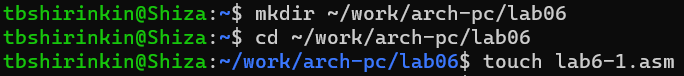 tbshirinkin@Shiza:~$ mkdir ~/work/arch-pc/lab06
tbshirinkin@Shiza:~$ cd ~/work/arch-pc/lab06
tbshirinkin@Shiza:~/work/arch-pc/lab06$ touch lab6-1.asm